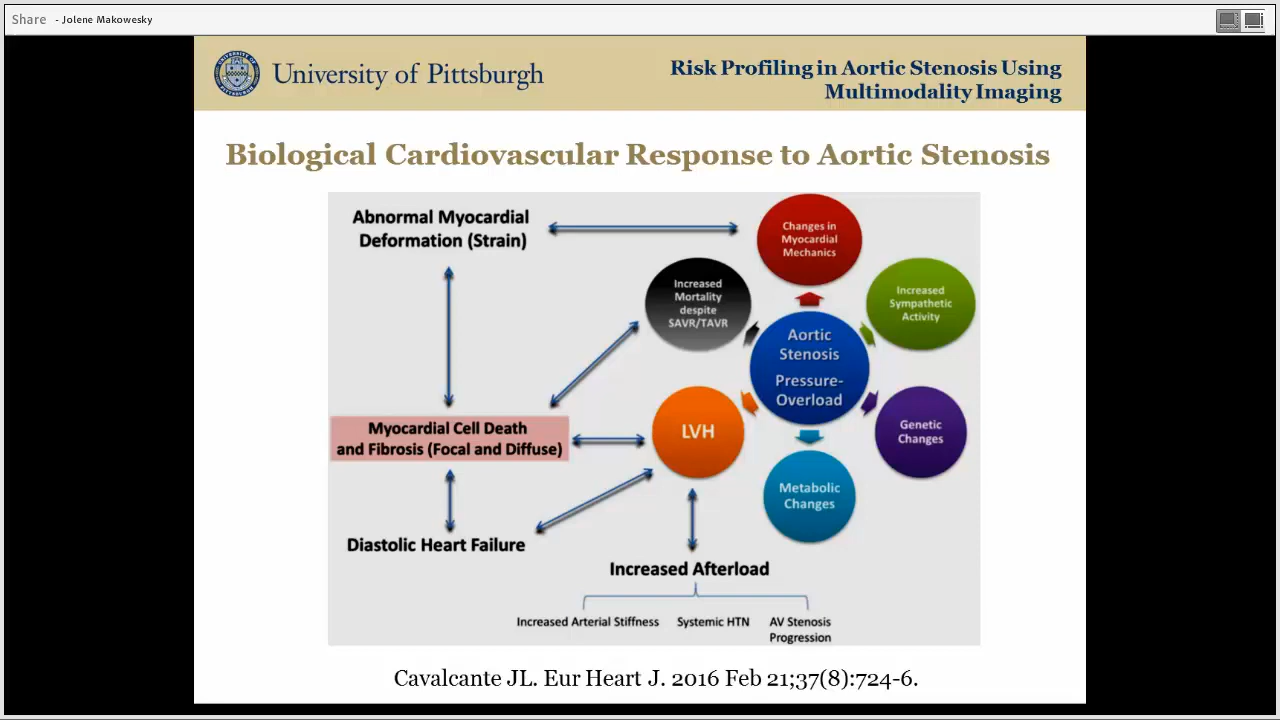 Share - Jolene Makowesky
University of Pittsburgh
Risk Profiling in Aortic Stenosis Using
Multimodality Imaging
Biological Cardiovascular Response to Aortic Stenosis
Abnormal Myocardial
Deformation (Strain)
Changes in
Myocardial
Mechanics
Increased
Mortality
despite
SAVR/TAVR
Increased
Sympathetic
Activity
Aortic
Stenosis
Pressure-
Overload
Myocardial Cell Death
and Fibrosis (Focal and Diffuse)
LVH
Genetic
Changes
Metabolic
Changes
Diastolic Heart Failure
Increased Afterload
Increased Arterial Stiffness
Systemic HTN
AV Stenosis
Progression
Cavalcante JL. Eur Heart J. 2016 Feb 21;37(8):724-6.